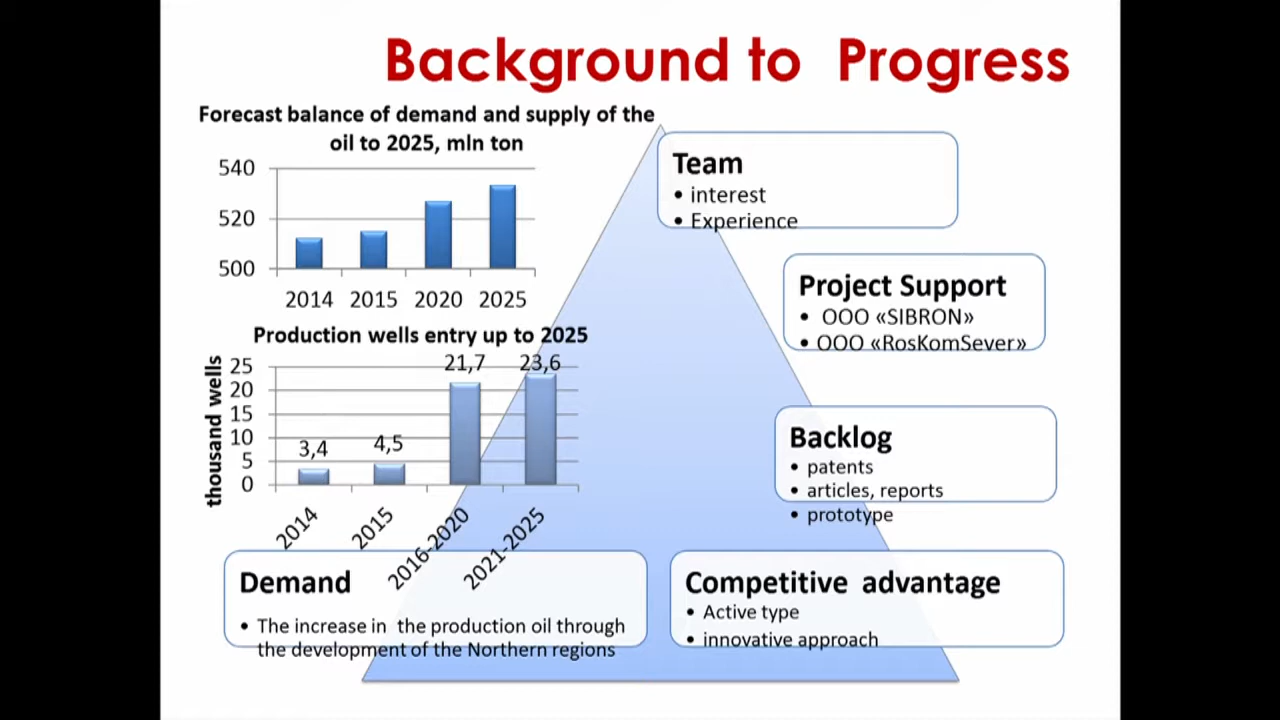 Background to Progress
Forecast balance of demand and supply of the
oil to 2025, mln ton
540
520
500
2014 2015 2020 2025
Production wells entry up to 2025
thousand wells
25
20
15
10
5
0
3,4
4,5
21,7
23,6
2014
2015
2016-2020
2021-2025
Team
• interest
• Experience
Project Support
• ООО «SIBRON»
• ООО «RosKomSever»
Backlog
• patents
• articles, reports
• prototype
Demand
• The increase in the production oil through
the development of the Northern regions
Competitive advantage
• Active type
• innovative approach